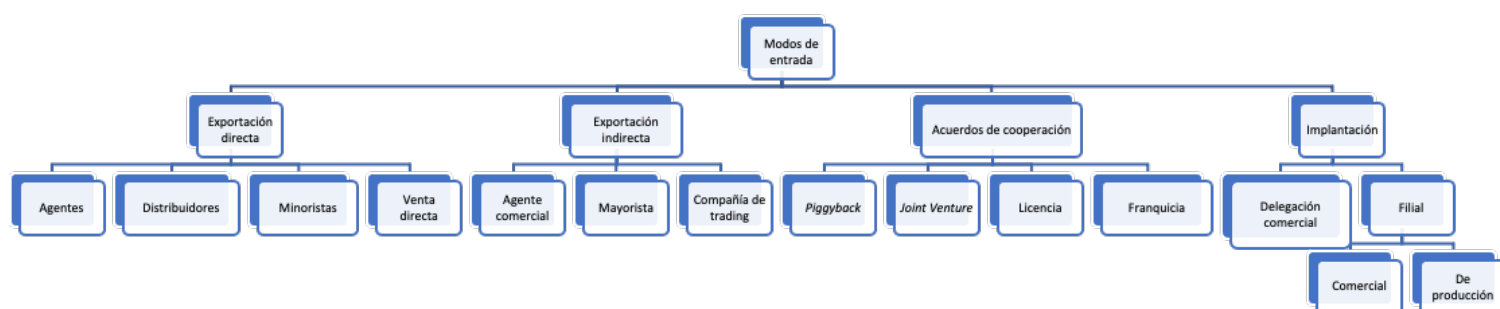 Modos de
entrada
Exportación
directa
Exportación
indirecta
Acuerdos de cooperación
Implantación
Agentes
Distribuidores
Minoristas
Venta
directa
Agente
comercial
Mayorista
Compañía de
trading
Piggyback
Joint Venture
Licencia
Franquicia
Delegación
comercial
Filial
Comercial
De
producción